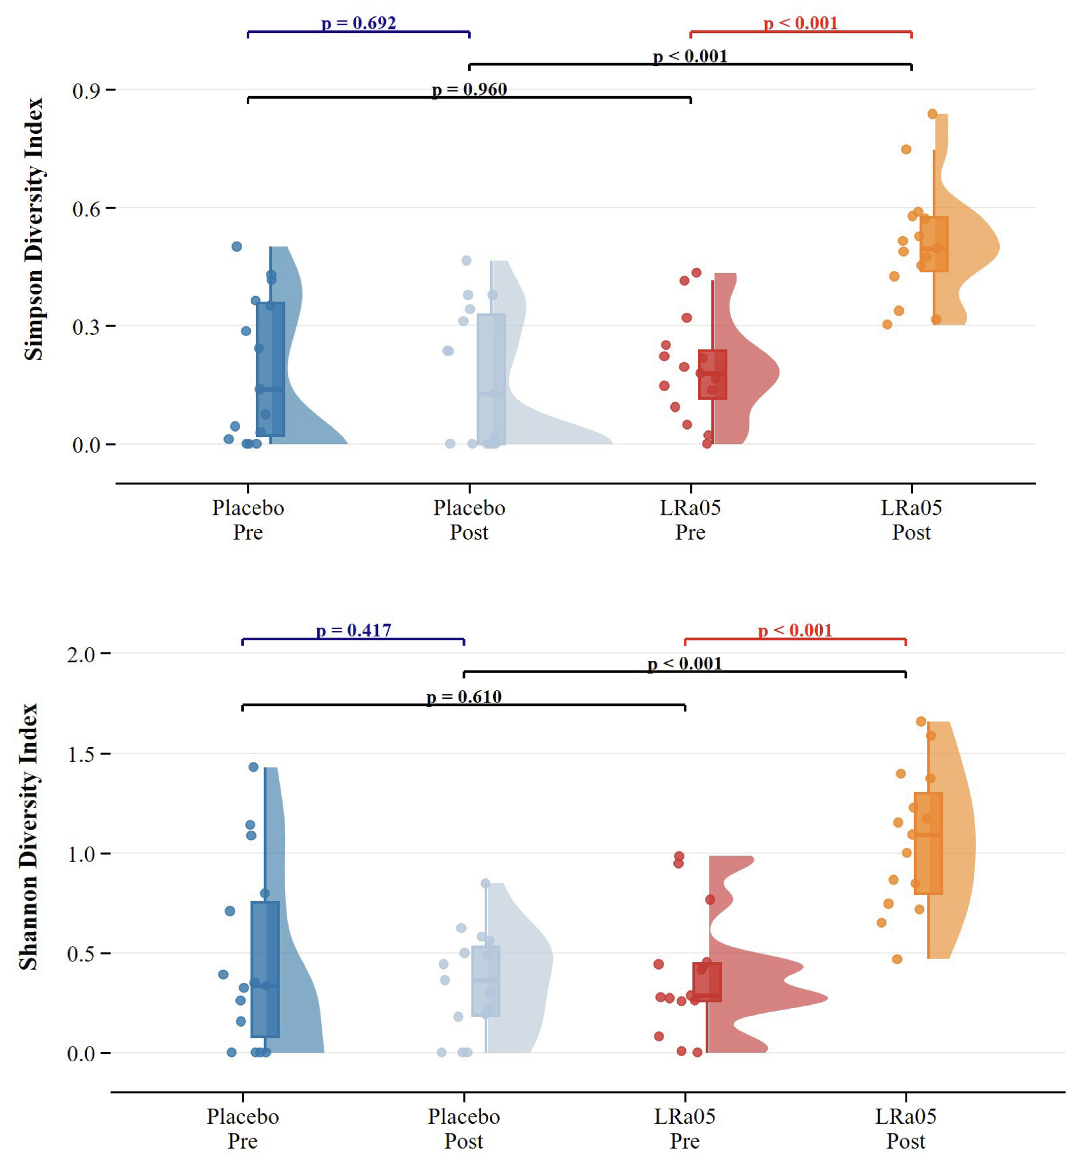 p = 0.692
p < 0.001
p < 0.001
p = 0.960
Simpson Diversity Index
0.9
0.6
0.3
0.0
Placebo
Pre
Placebo
Post
LRa05
Pre
LRa05
Post
p = 0.417
p < 0.001
p < 0.001
p = 0.610
Shannon Diversity Index
2.0
1.5
1.0
0.5
0.0
Placebo
Pre
Placebo
Post
LRa05
Pre
LRa05
Post